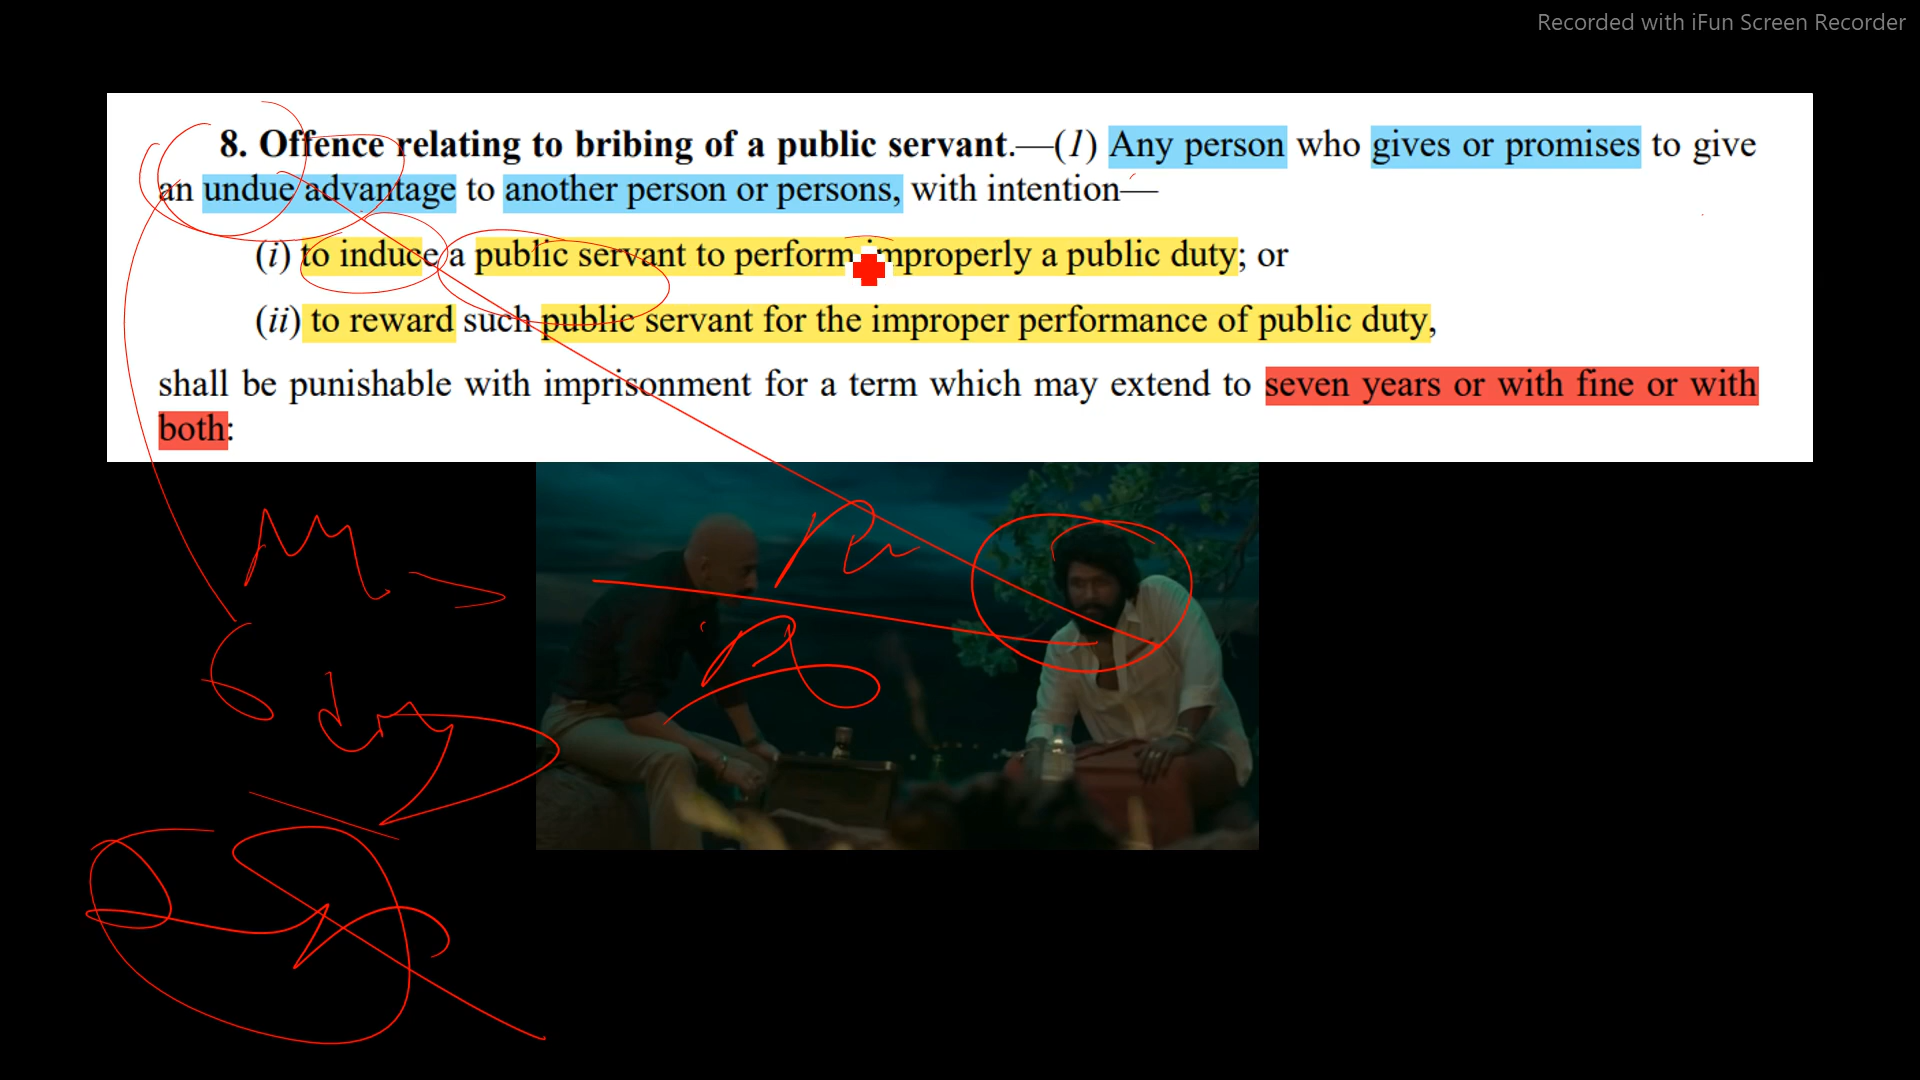 Recorded with iFun Screen Recorder
8. Offence relating to bribing of a public servant.—(1) Any person who gives or promises to give
an undue advantage to another person or persons, with intention—
(i) to induce a public servant to perform improperly a public duty; or
(ii) to reward such public servant for the improper performance of public duty,
shall be punishable with imprisonment for a term which may extend to seven years or with fine or with
both: